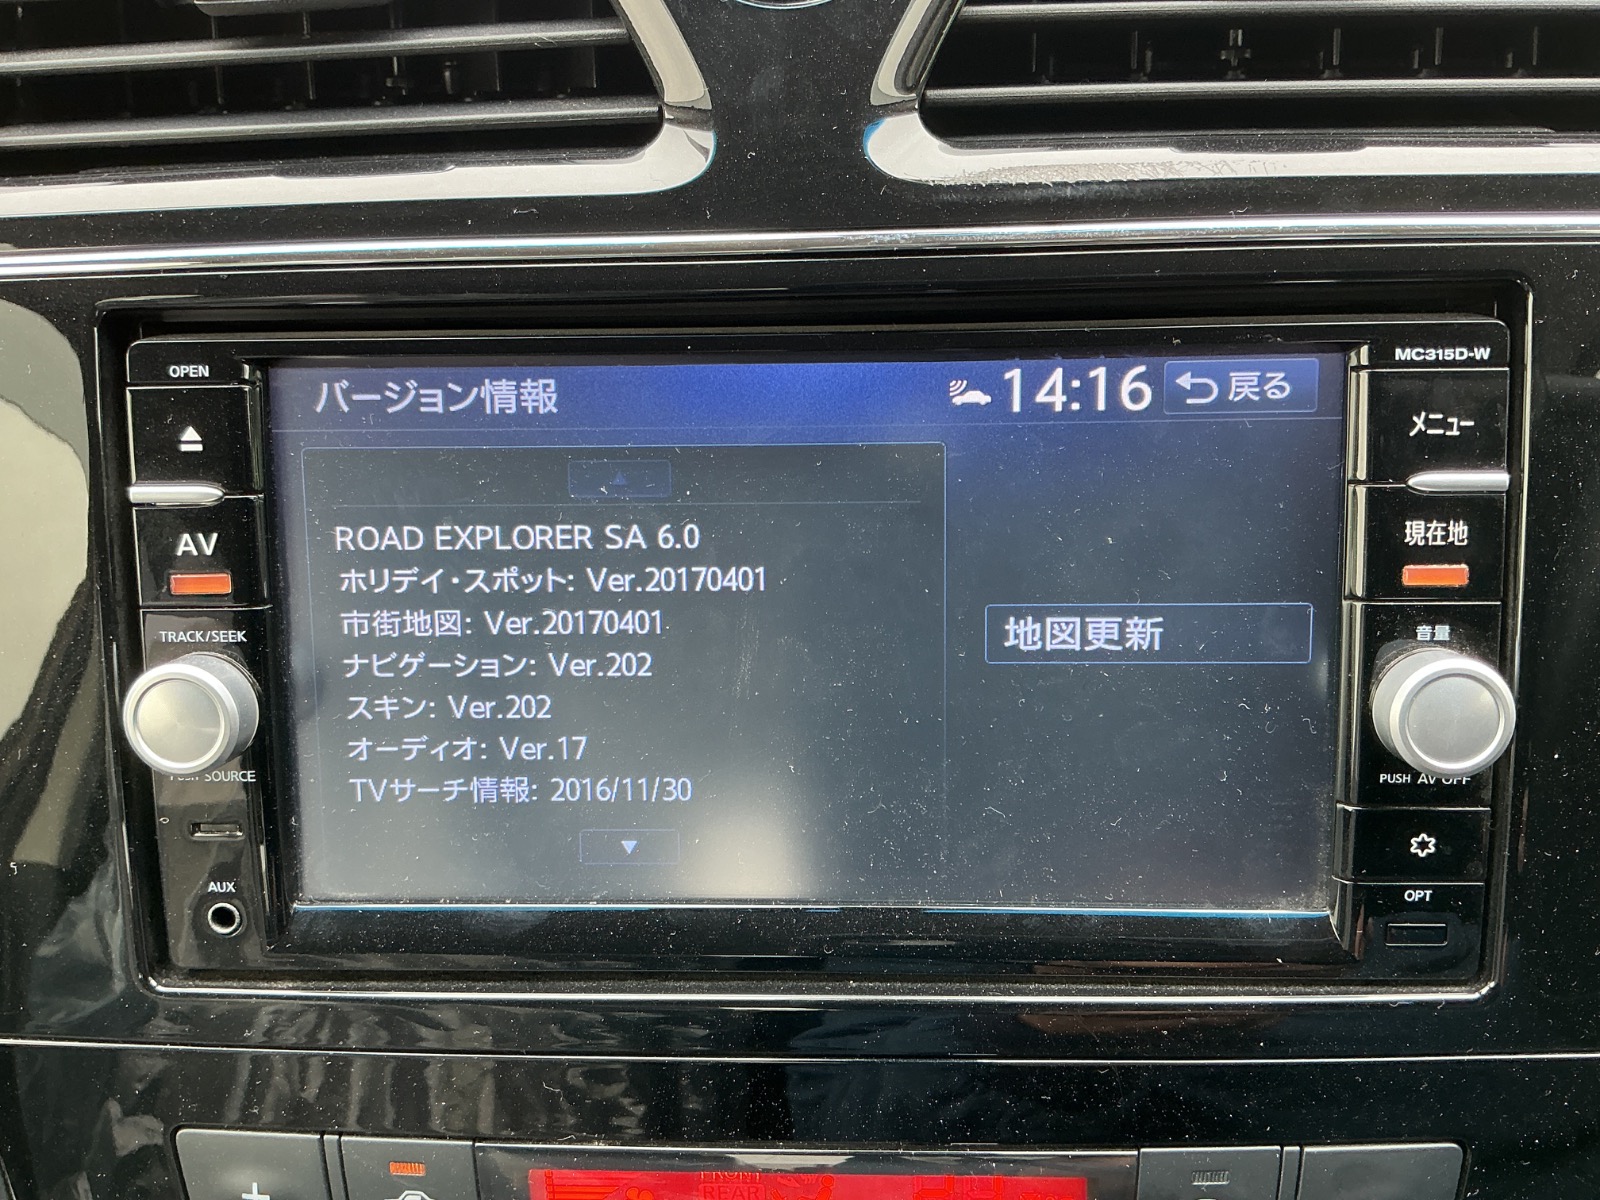 OPEN
MC315D-W
バージョン情報
14:16
戻る
メニュー
AV
現在地
ROAD EXPLORER SA 6.0
ホリデイ・スポット: Ver.20170401
市街地図: Ver.20170401
ナビゲーション: Ver.202
スキン: Ver.202
オーディオ: Ver.17
TVサーチ情報: 2016/11/30
地図更新
TRACK/SEEK
音量
PUSH SOURCE
PUSH AV OFF
AUX
OPT
FRONT
REAR